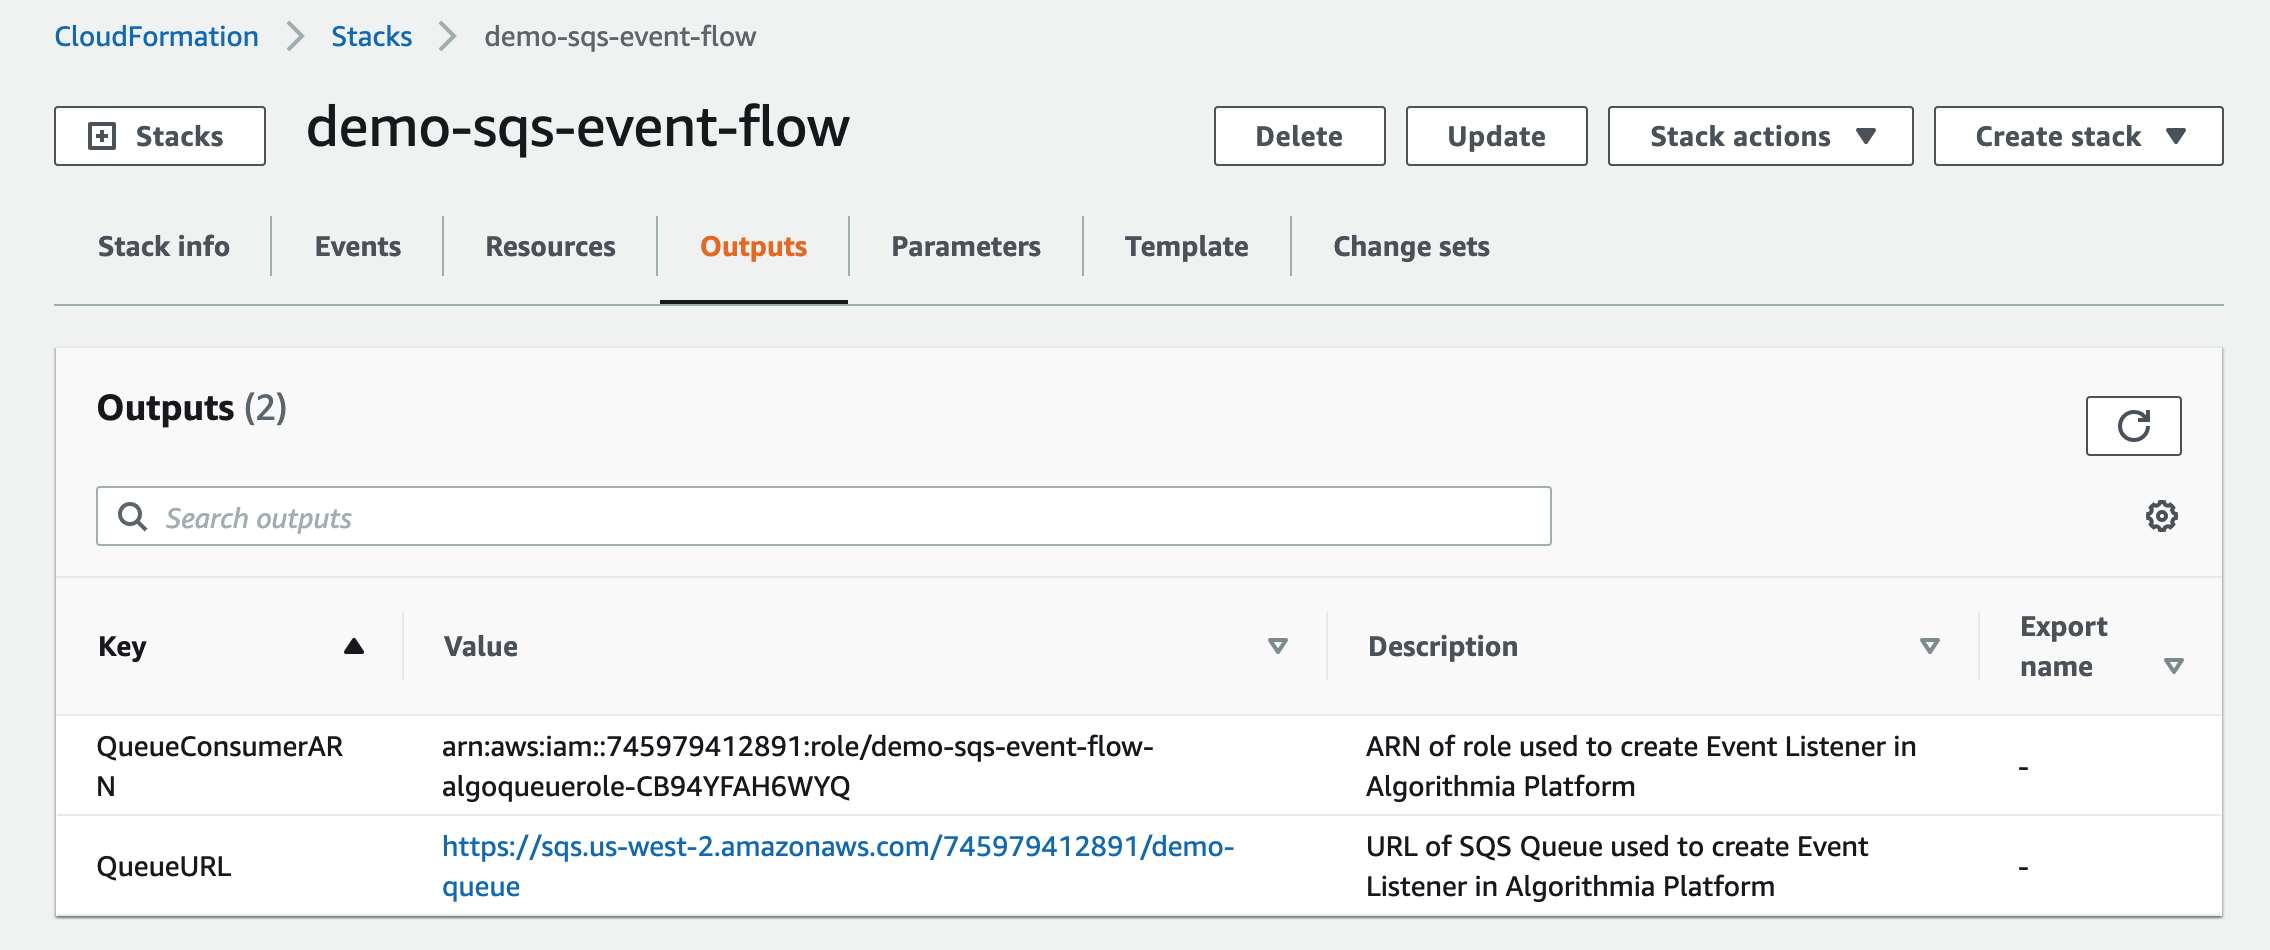 CloudFormation Stacks demo-sqs-event-flow
Stacks demo-sqs-event-flow Delete Update Stack actions Create stack
Stack info Events Resources Outputs Parameters Template Change sets
Outputs (2)
Search outputs
Key Value Description Export name
QueueConsumerAR
N
arn:aws:iam::745979412891:role/demo-sqs-event-flow-
algoqueuerole-CB94YFAH6WYQ
ARN of role used to create Event Listener in
Algorithmia Platform
-
QueueURL
https://sqs.us-west-2.amazonaws.com/745979412891/demo-
queue
URL of SQS Queue used to create Event
Listener in Algorithmia Platform
-